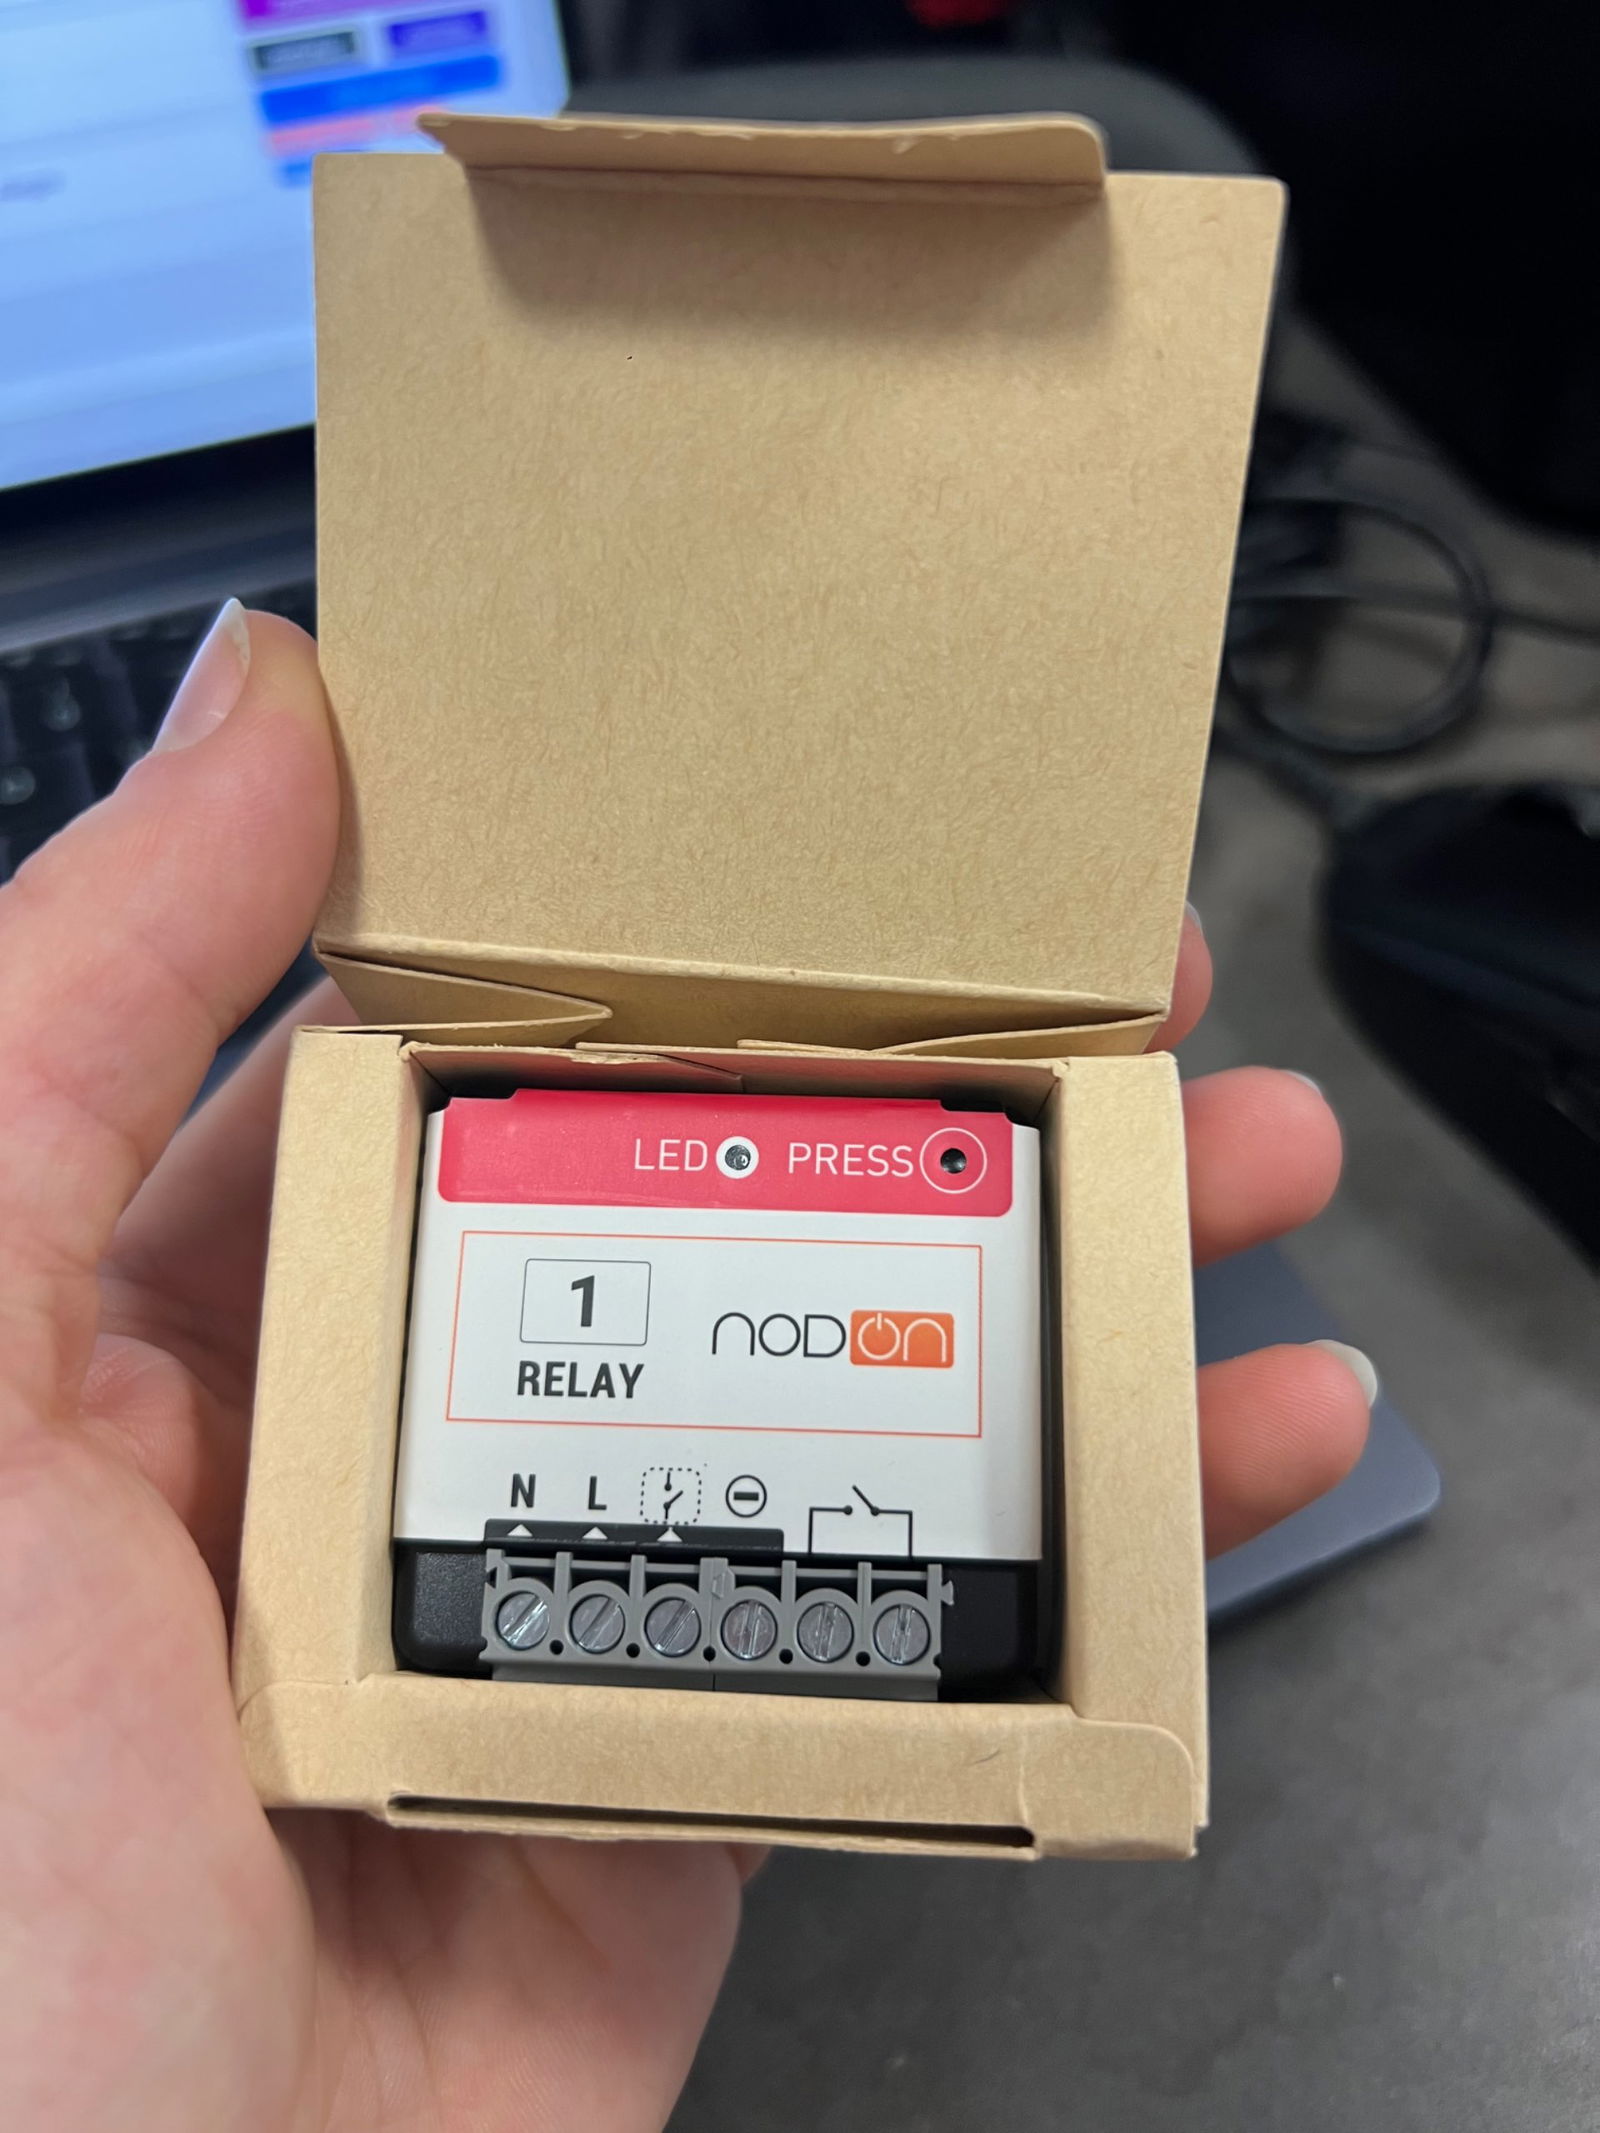 LED PRESS
1
RELAY
NODON
N L